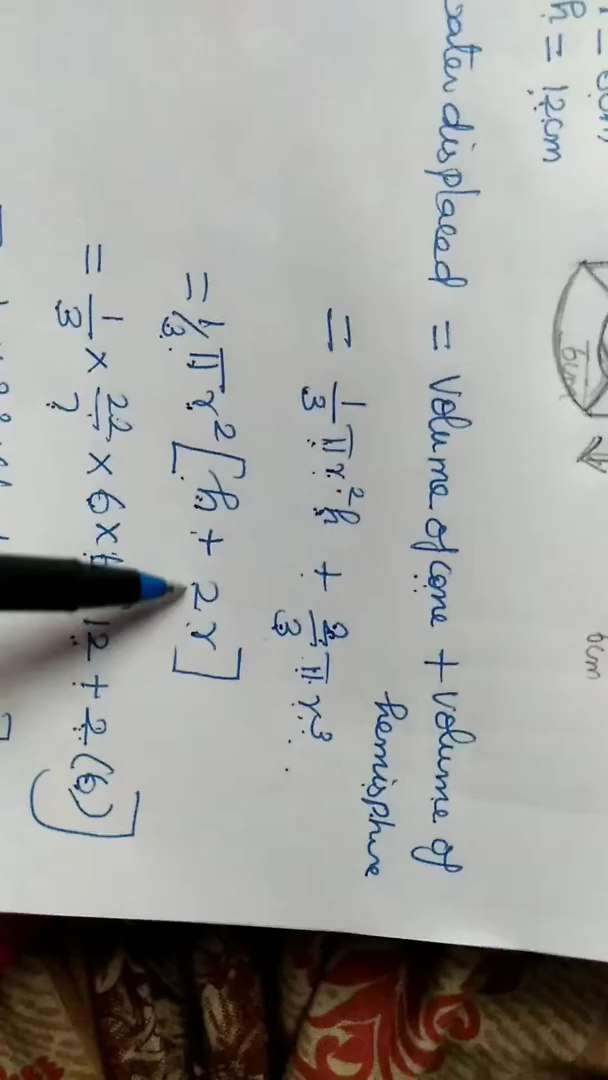 h = 12cm
6cm
6cm
water displaced = Volume of cone + volume of
hemisphere
= 1/3 πr²h + 2/3 πr³
= 1/3 πr² [h + 2r]
= 1/3 × 22/7 × 6 × 12 + 2(6)]